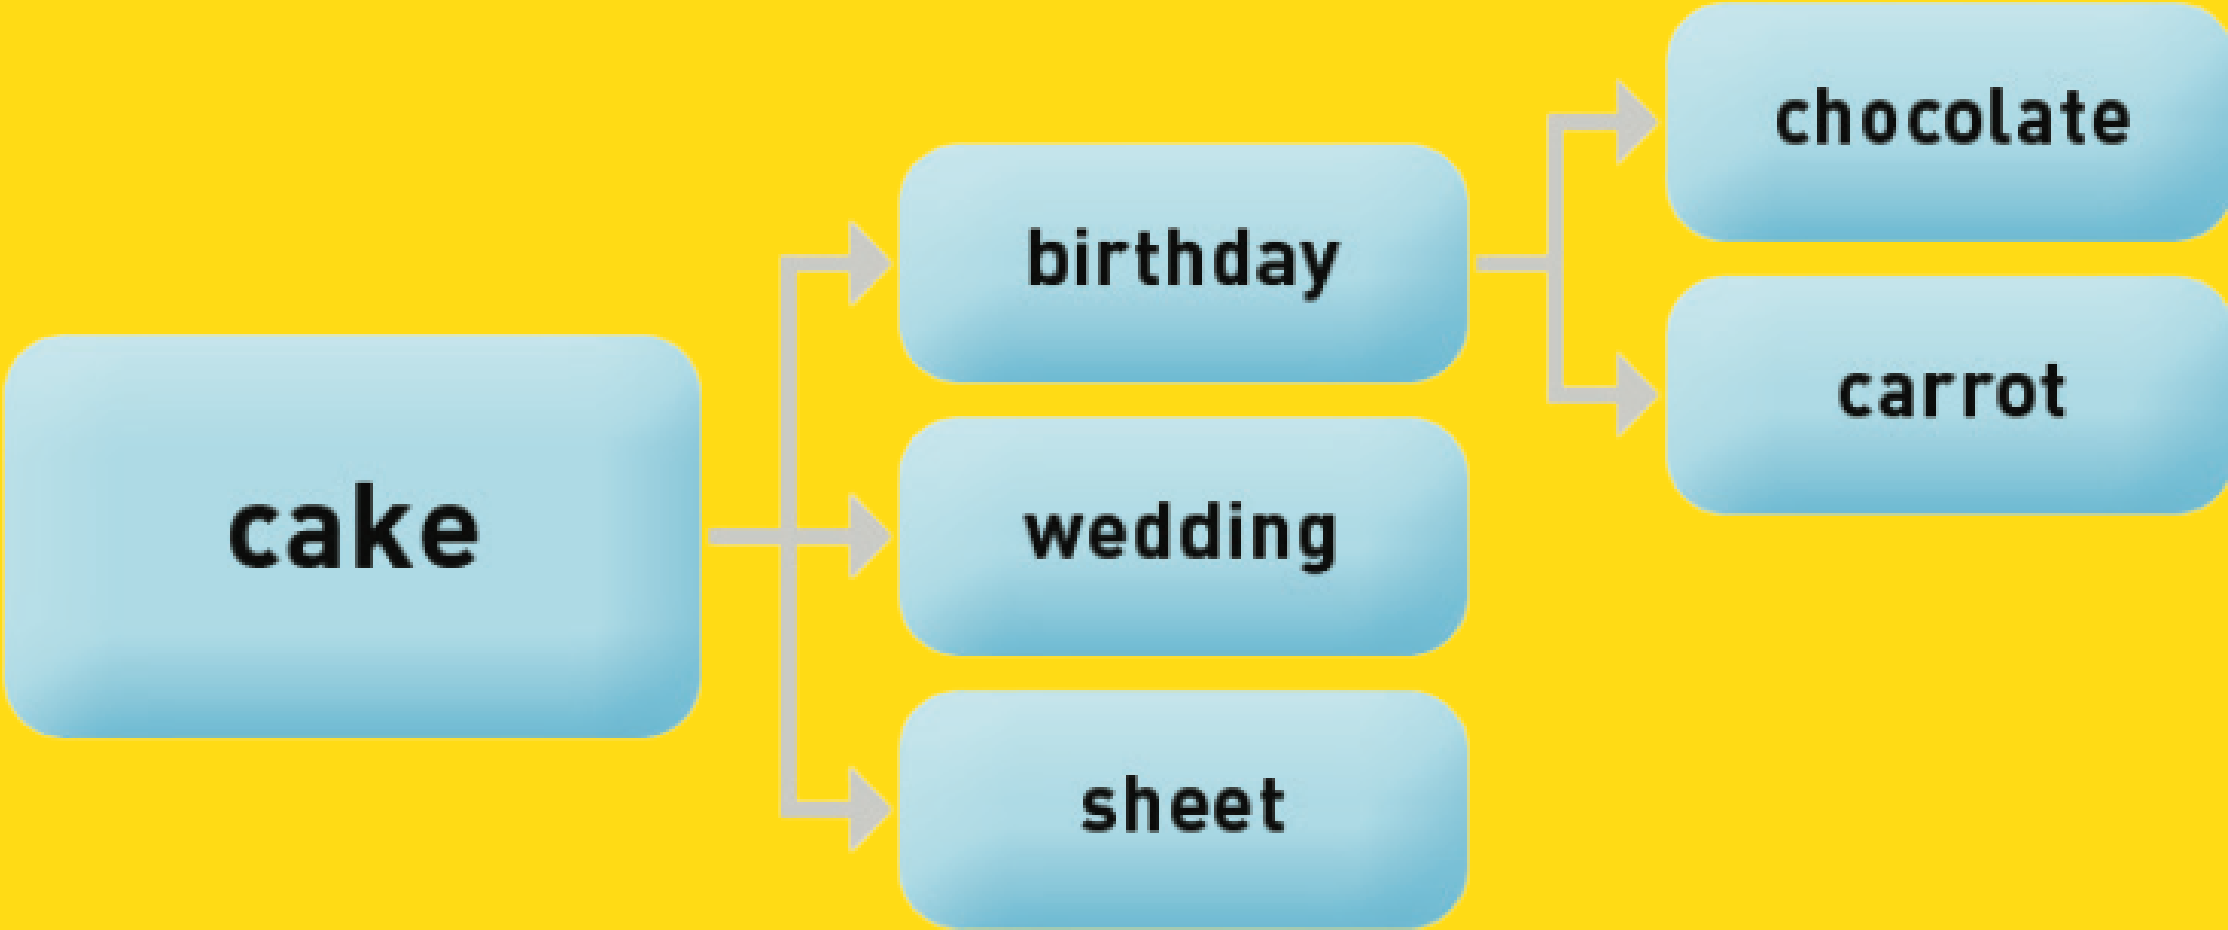 cake
birthday
wedding
sheet
chocolate
carrot